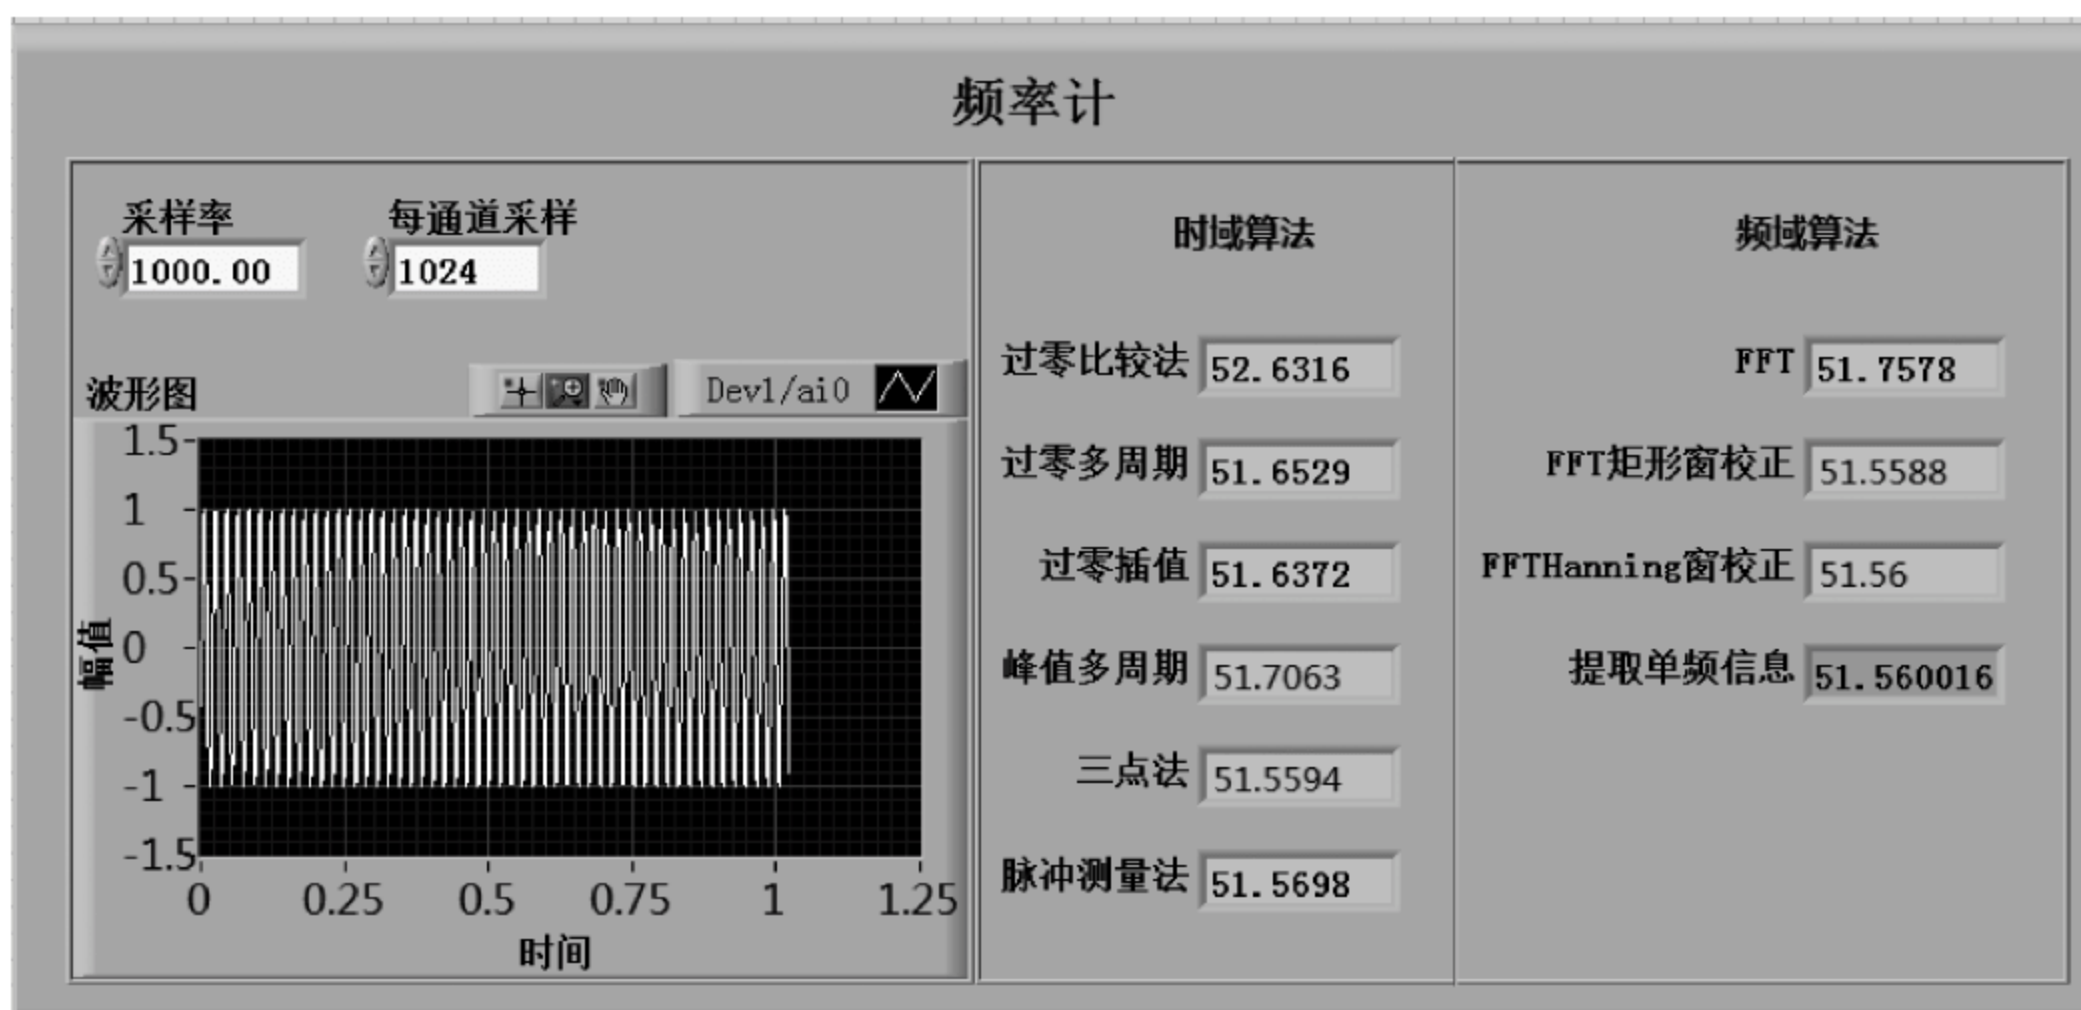 频率计
采样率
每通道采样
1000.00
1024
波形图
Dev1/ai0
1.5
1
0.5
0
-0.5
-1
-1.5
幅值
0
0.25
0.5
0.75
1
1.25
时间
时域算法
过零比较法 52.6316
过零多周期 51.6529
过零插值 51.6372
峰值多周期 51.7063
三点法 51.5594
脉冲测量法 51.5698
频域算法
FFT 51.7578
FFT矩形窗校正 51.5588
FFTHanning窗校正 51.56
提取单频信息 51.560016